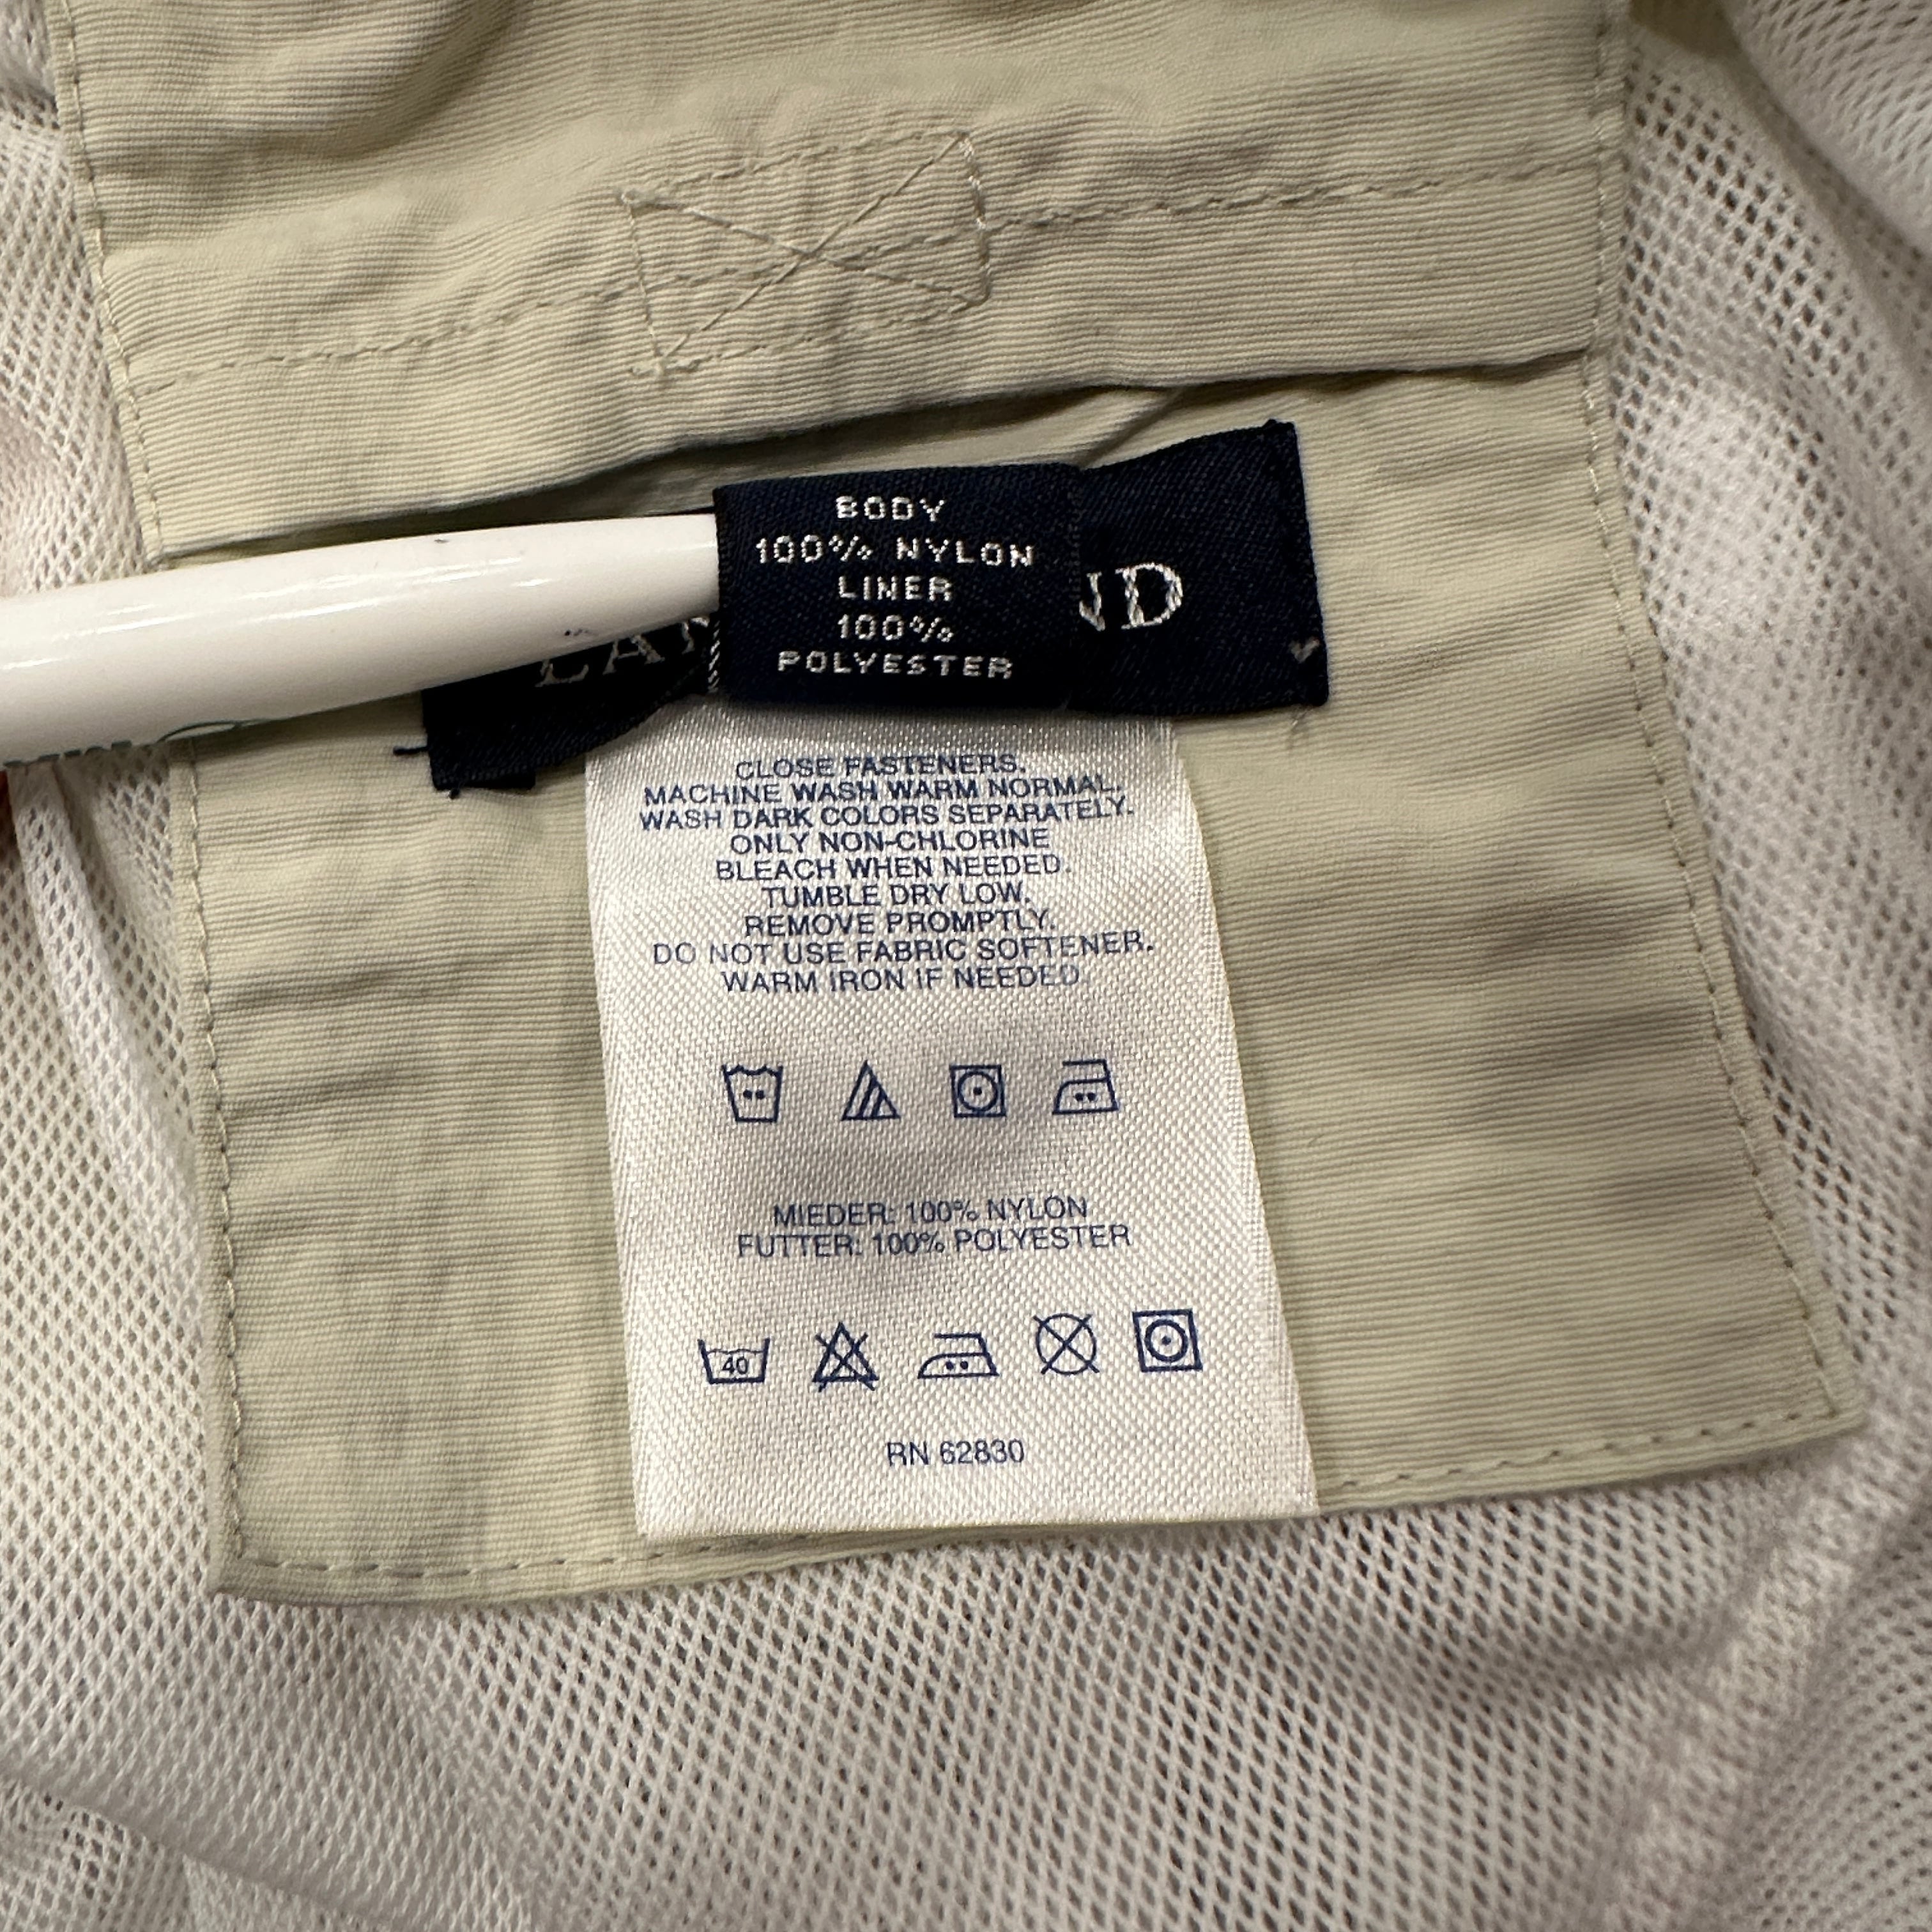 BODY
100% NYLON
LINER
100%
POLYESTER
CLOSE FASTENERS.
MACHINE WASH WARM NORMAL.
WASH DARK COLORS SEPARATELY.
ONLY NON-CHLORINE
BLEACH WHEN NEEDED.
TUMBLE DRY LOW.
REMOVE PROMPTLY.
DO NOT USE FABRIC SOFTENER.
WARM IRON IF NEEDED.
MIEDER: 100% NYLON
FUTTER: 100% POLYESTER
40
RN 62830